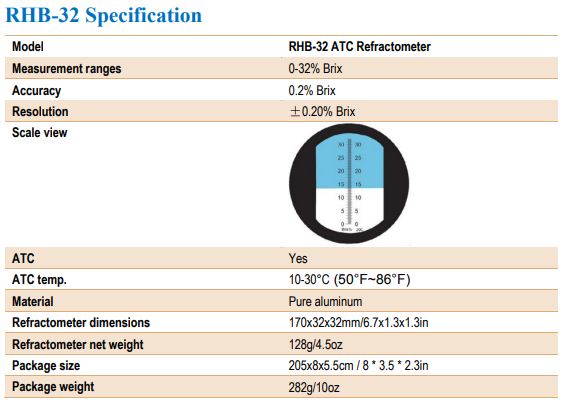 RHB-32 Specification
Model RHB-32 ATC Refractometer
Measurement ranges 0-32% Brix
Accuracy 0.2% Brix
Resolution ±0.20% Brix
Scale view
30 30
25 25
20 20
15 15
10 10
5 5
0 0
ATC Yes
ATC temp. 10-30°C (50°F~86°F)
Material Pure aluminum
Refractometer dimensions 170x32x32mm/6.7x1.3x1.3in
Refractometer net weight 128g/4.5oz
Package size 205x8x5.5cm / 8 * 3.5 * 2.3in
Package weight 282g/10oz